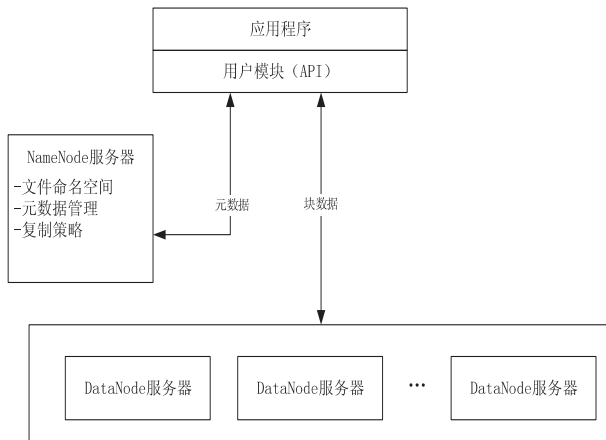 应用程序
用户模块（API）
NameNode服务器
-文件命名空间
-元数据管理
-复制策略
元数据
块数据
DataNode服务器
DataNode服务器
…
DataNode服务器